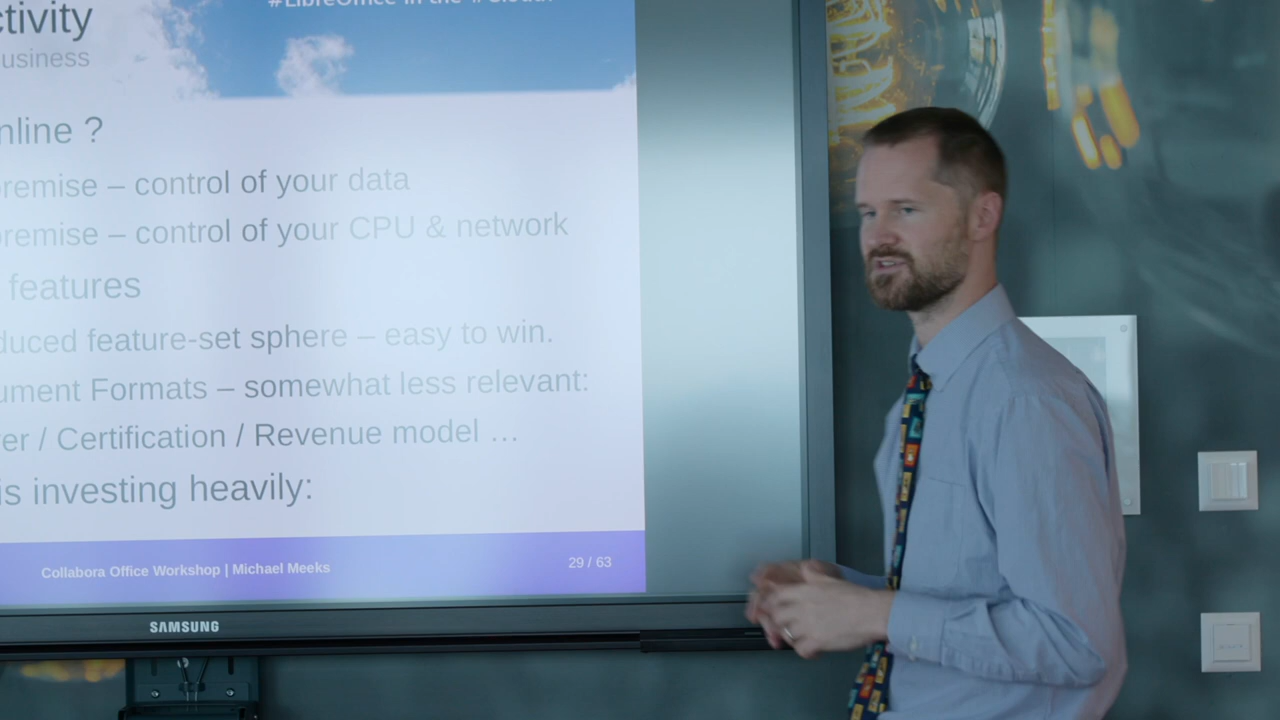 ctivity
usiness
#LibreOffice in the #Cloud!
nline ?
premise – control of your data
premise – control of your CPU & network
features
duced feature-set sphere – easy to win.
ument Formats – somewhat less relevant:
er / Certification / Revenue model …
is investing heavily:
Collabora Office Workshop | Michael Meeks
29 / 63
SAMSUNG